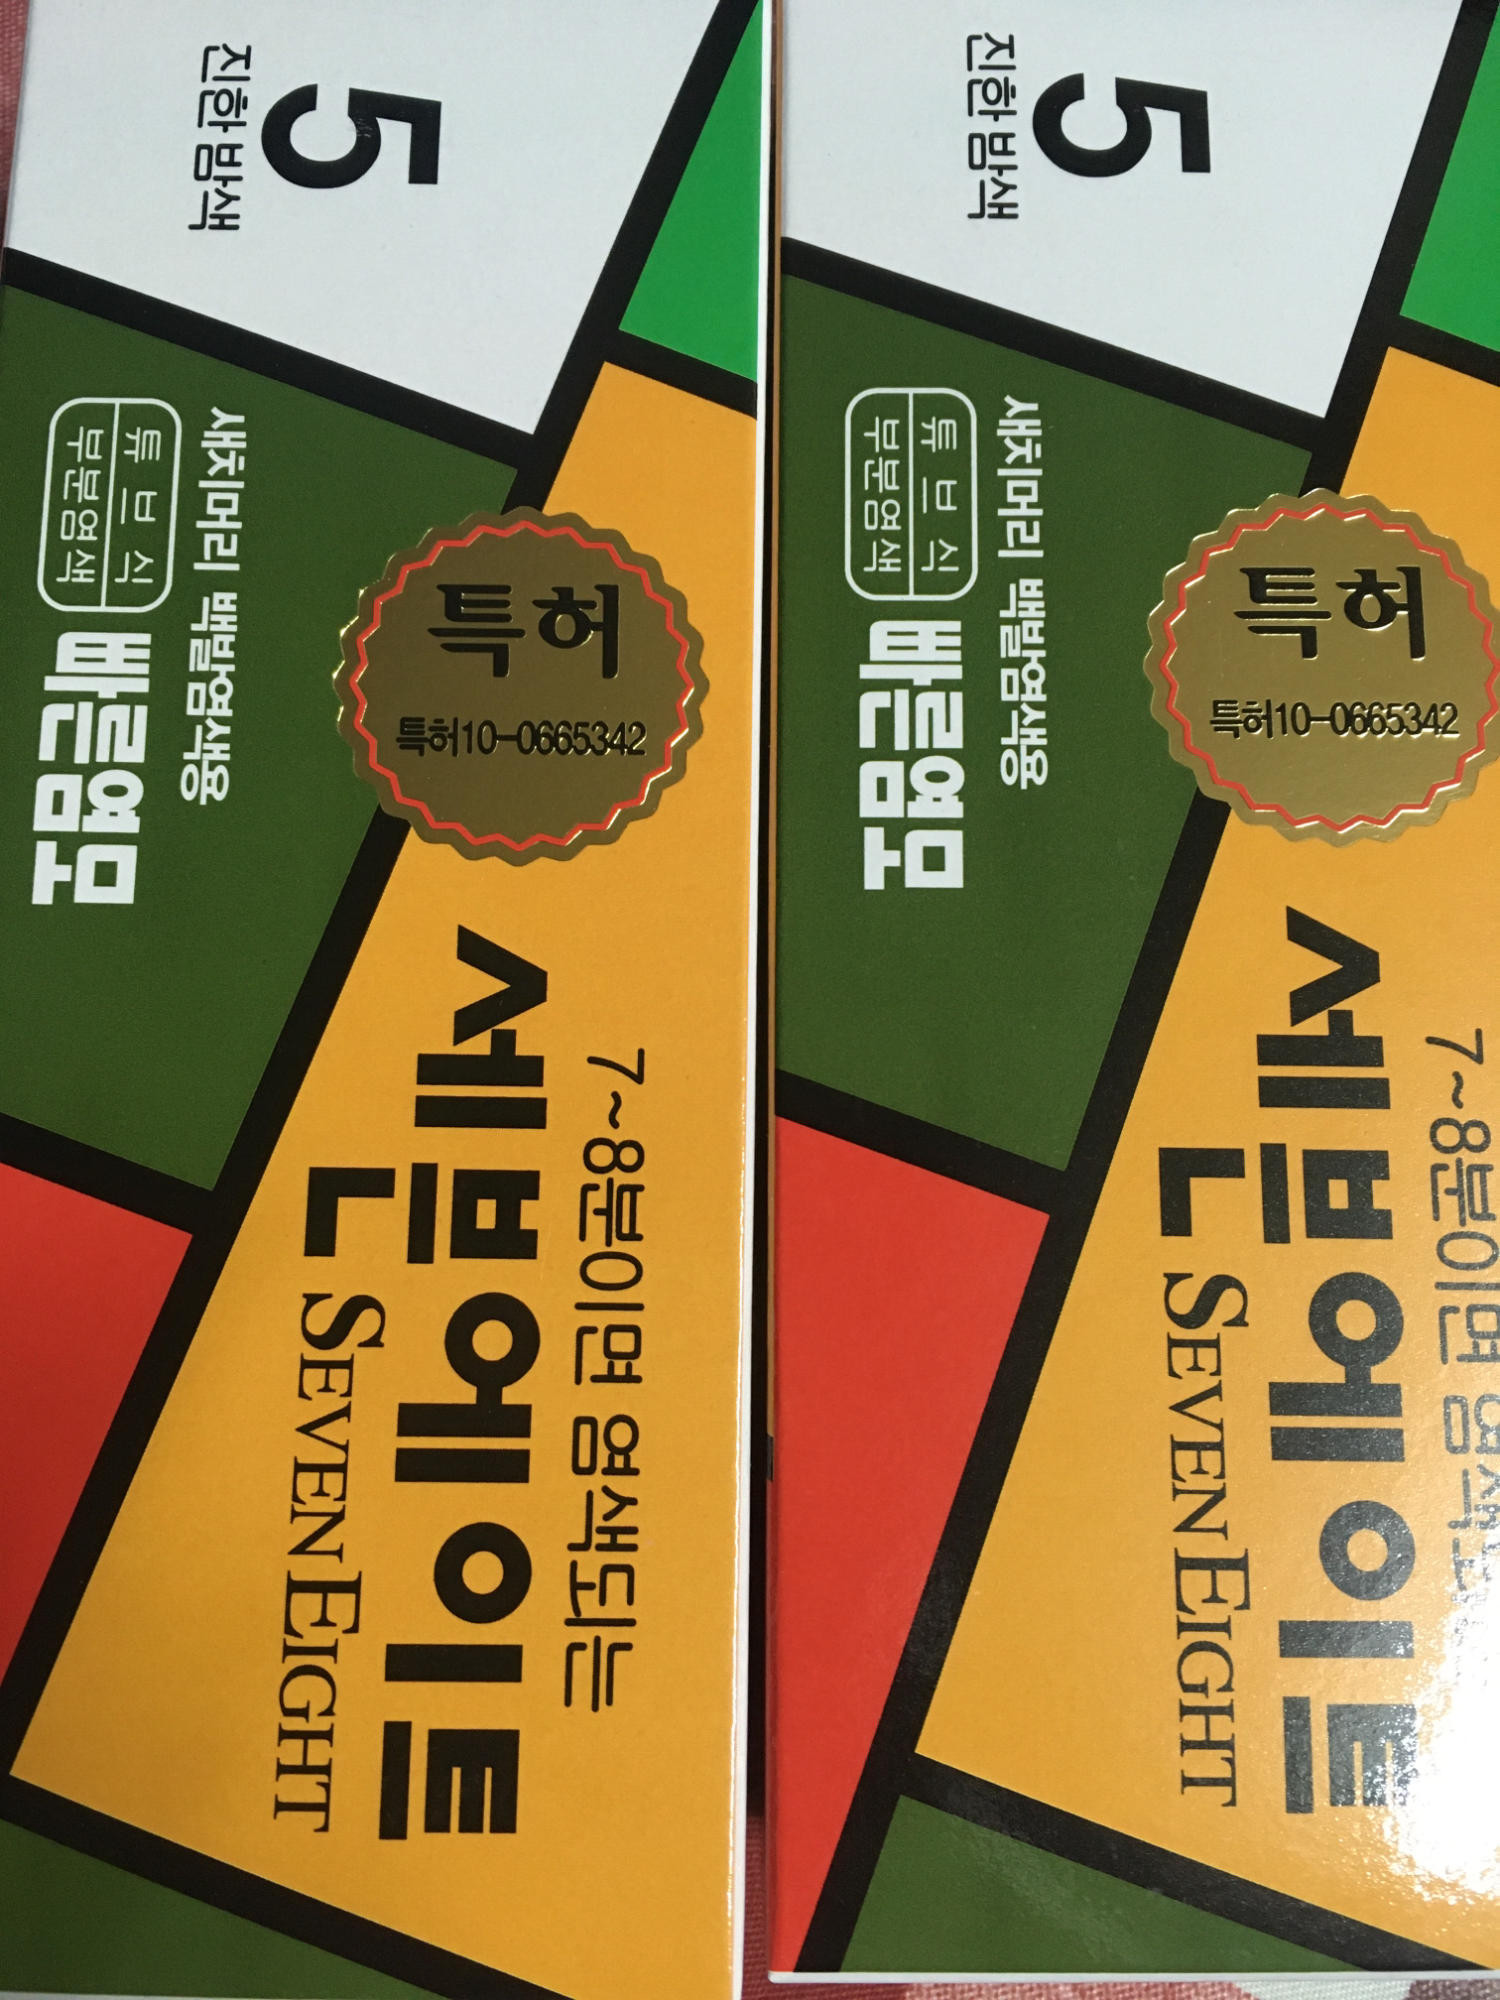 5
진한 밤색
특허
특허10-0665342
7~8분이면 염색되는
세븐에이트
SEVEN EIGHT
새치머리 백발염색용
튜브식
부분염색
빠른염모
5
진한 밤색
특허
특허10-0665342
7~8분이면
세븐에이트
SEVEN EIGHT
새치머리 백발염색용
튜브식
부분염색
빠른염모